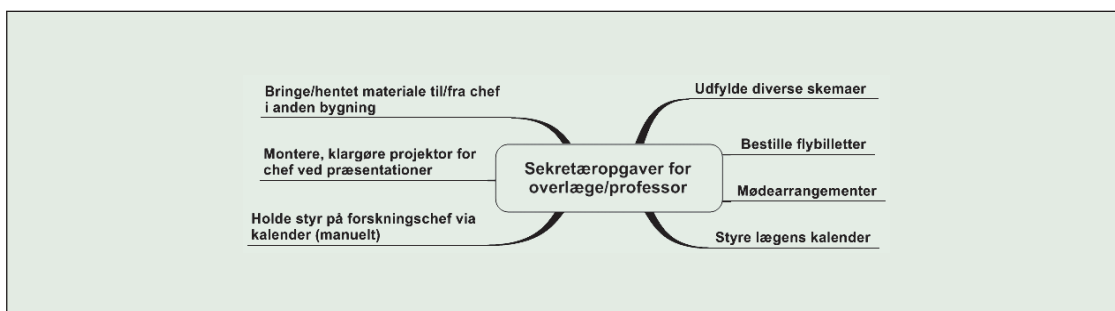 Bringe/hentet materiale til/fra chef
i anden bygning
Montere, klargøre projektor for
chef ved præsentationer
Holde styr på forskningschef via
kalender (manuelt)
Sekretæropgaver for
overlæge/professor
Udfylde diverse skemaer
Bestille flybilletter
Mødearrangementer
Styre lægens kalender